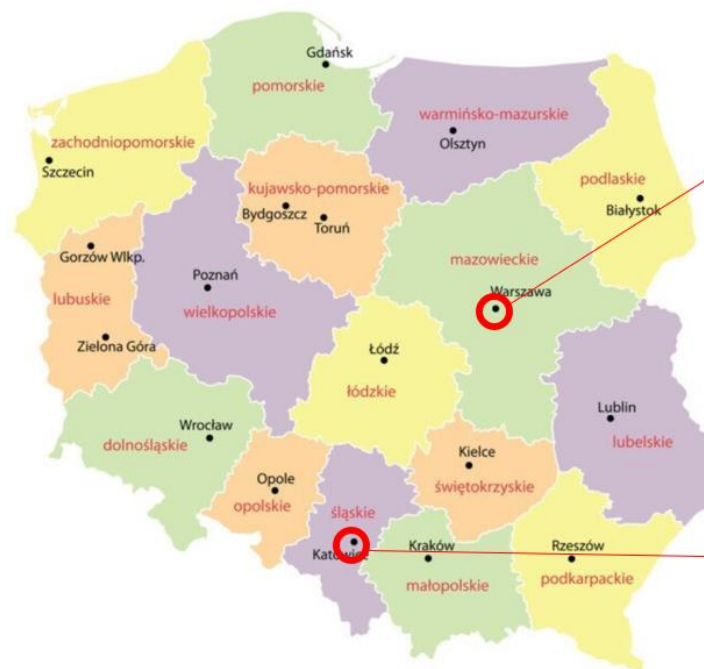 Gdańsk
pomorskie
warmińsko-mazurskie
Olsztyn
zachodniopomorskie
Szczecin
kujawsko-pomorskie
Bydgoszcz
Toruń
podlaskie
Białystok
Gorzów Wlkp.
lubuskie
Zielona Góra
Poznań
wielkopolskie
mazowieckie
Warszawa
Łódź
łódzkie
Wrocław
dolnośląskie
Lublin
lubelskie
Opole
opolskie
Kielce
świętokrzyskie
śląskie
Katowice
Kraków
małopolskie
Rzeszów
podkarpackie